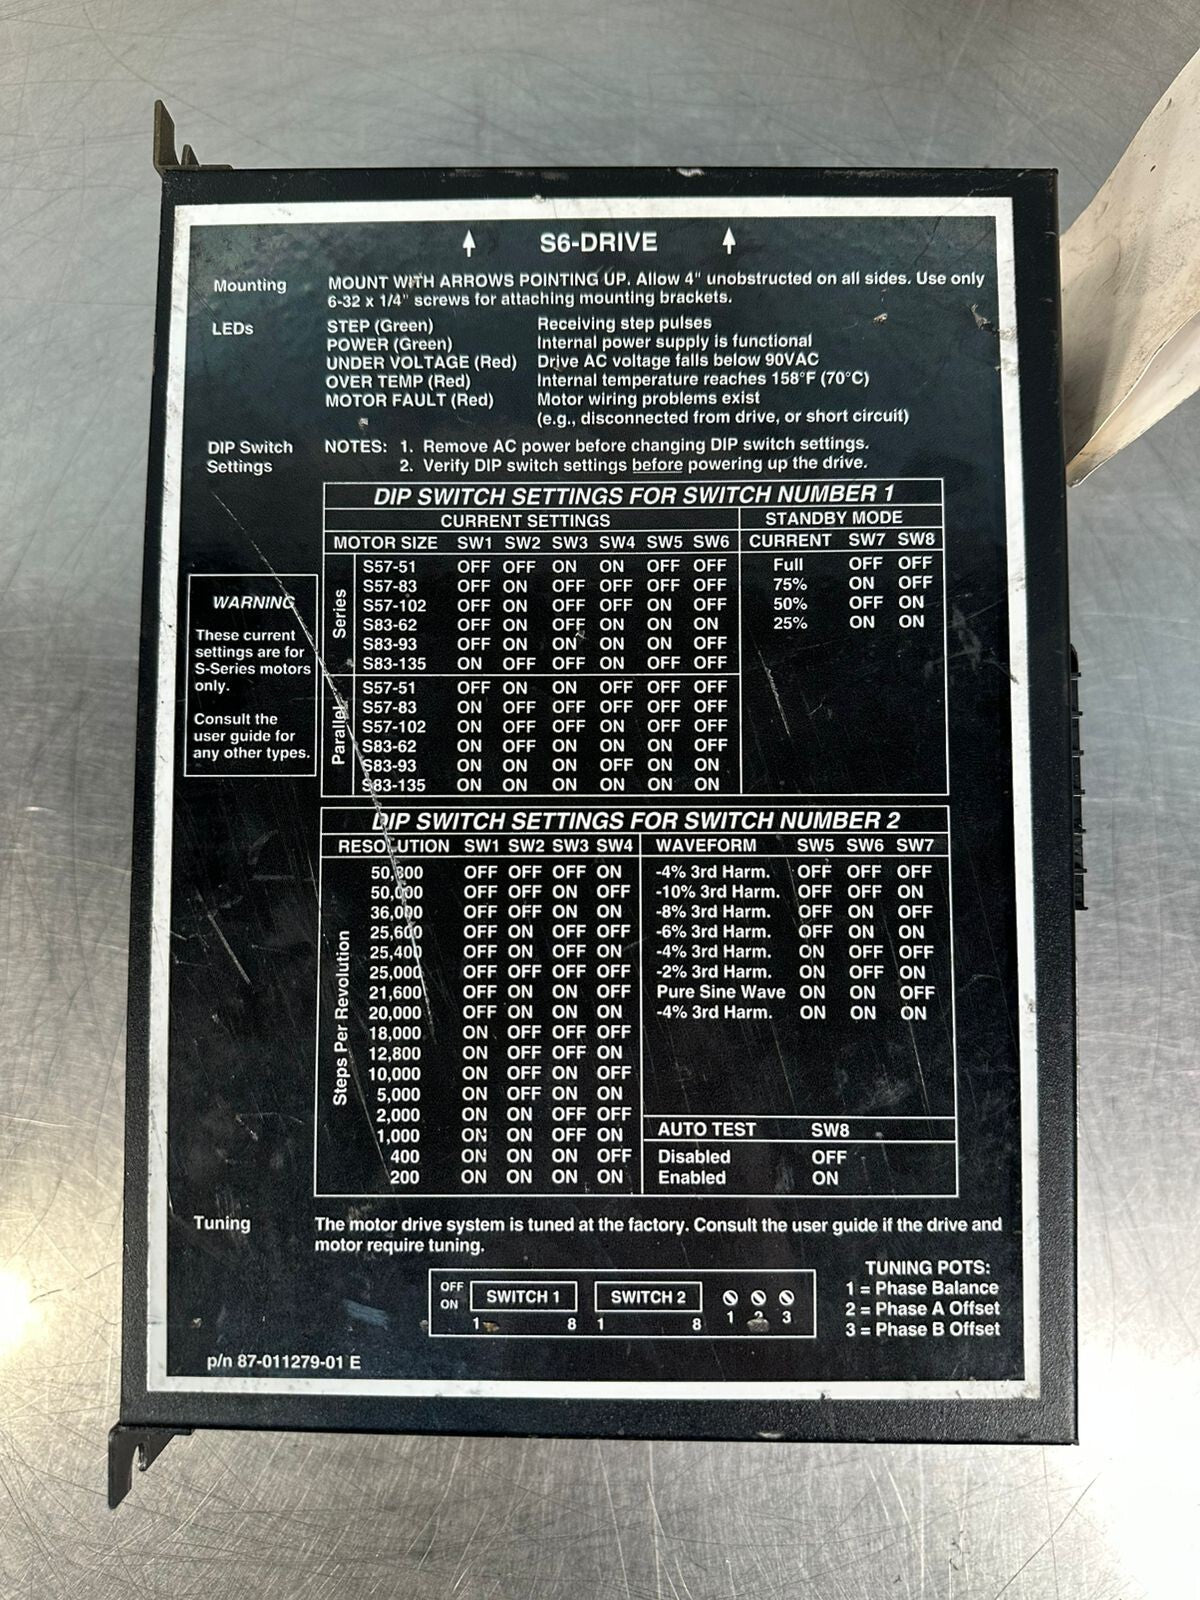 S6-DRIVE
Mounting MOUNT WITH ARROWS POINTING UP. Allow 4" unobstructed on all sides. Use only
6-32 x 1/4" screws for attaching mounting brackets.
LEDs STEP (Green) Receiving step pulses
POWER (Green) Internal power supply is functional
UNDER VOLTAGE (Red) Drive AC voltage falls below 90VAC
OVER TEMP (Red) Internal temperature reaches 158°F (70°C)
MOTOR FAULT (Red) Motor wiring problems exist
(e.g., disconnected from drive, or short circuit)
DIP Switch NOTES: 1. Remove AC power before changing DIP switch settings.
Settings 2. Verify DIP switch settings before powering up the drive.
WARNING
These current
settings are for
S-Series motors
only.
Consult the
user guide for
any other types.
DIP SWITCH SETTINGS FOR SWITCH NUMBER 1
CURRENT SETTINGS STANDBY MODE
MOTOR SIZE SW1 SW2 SW3 SW4 SW5 SW6 CURRENT SW7 SW8
Series
S57-51 OFF OFF ON ON OFF OFF Full OFF OFF
S57-83 OFF ON OFF OFF OFF OFF 75% ON OFF
S57-102 OFF ON OFF OFF ON OFF 50% OFF ON
S83-62 OFF ON OFF ON ON OFF 25% ON ON
S83-93 OFF ON ON ON ON OFF
S83-135 ON OFF OFF ON OFF OFF
Parallel
S57-51 OFF ON ON OFF OFF OFF
S57-83 ON OFF OFF ON OFF OFF
S57-102 ON OFF OFF ON ON OFF
S83-62 ON OFF ON ON ON OFF
S83-93 ON ON ON OFF ON ON
S83-135 ON ON ON ON ON ON
DIP SWITCH SETTINGS FOR SWITCH NUMBER 2
RESOLUTION SW1 SW2 SW3 SW4 WAVEFORM SW5 SW6 SW7
Steps Per Revolution
50,800 OFF OFF OFF ON -4% 3rd Harm. OFF OFF OFF
50,000 OFF OFF ON OFF -10% 3rd Harm. OFF OFF ON
36,000 OFF OFF ON ON -8% 3rd Harm. OFF ON OFF
25,600 OFF ON OFF ON -6% 3rd Harm. OFF ON ON
25,400 OFF ON OFF ON -4% 3rd Harm. ON OFF OFF
25,000 OFF OFF OFF OFF -2% 3rd Harm. ON OFF ON
21,600 OFF ON ON OFF Pure Sine Wave ON ON OFF
20,000 OFF ON ON ON -4% 3rd Harm. ON ON ON
18,000 ON OFF OFF OFF
12,800 ON OFF OFF ON
10,000 ON OFF ON OFF
5,000 ON OFF ON ON
2,000 ON ON OFF OFF
1,000 ON ON OFF ON
400 ON ON ON OFF
200 ON ON ON ON
AUTO TEST SW8
Disabled OFF
Enabled ON
Tuning The motor drive system is tuned at the factory. Consult the user guide if the drive and
motor require tuning.
OFF
ON
SWITCH 1 SWITCH 2
1 8 1 8 1 2 3
TUNING POTS:
1 = Phase Balance
2 = Phase A Offset
3 = Phase B Offset
p/n 87-011279-01 E